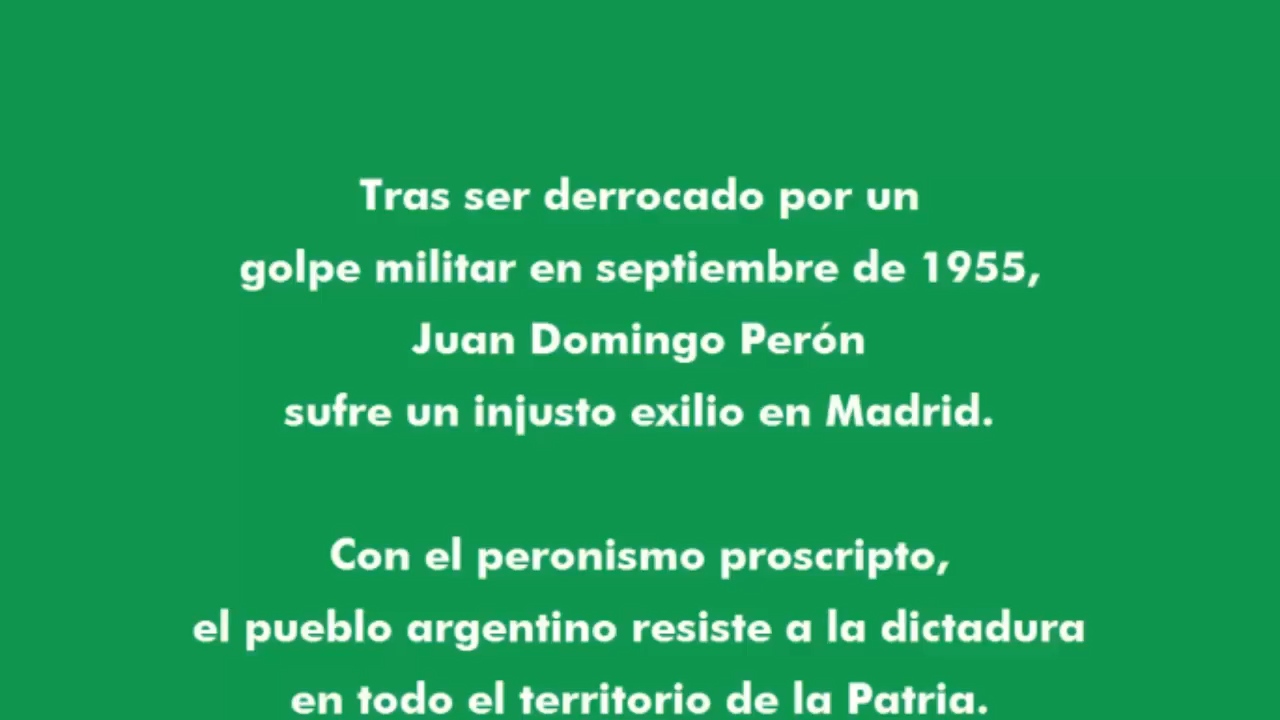 Tras ser derrocado por un
golpe militar en septiembre de 1955,
Juan Domingo Perón
sufre un injusto exilio en Madrid.
Con el peronismo proscripto,
el pueblo argentino resiste a la dictadura
en todo el territorio de la Patria.